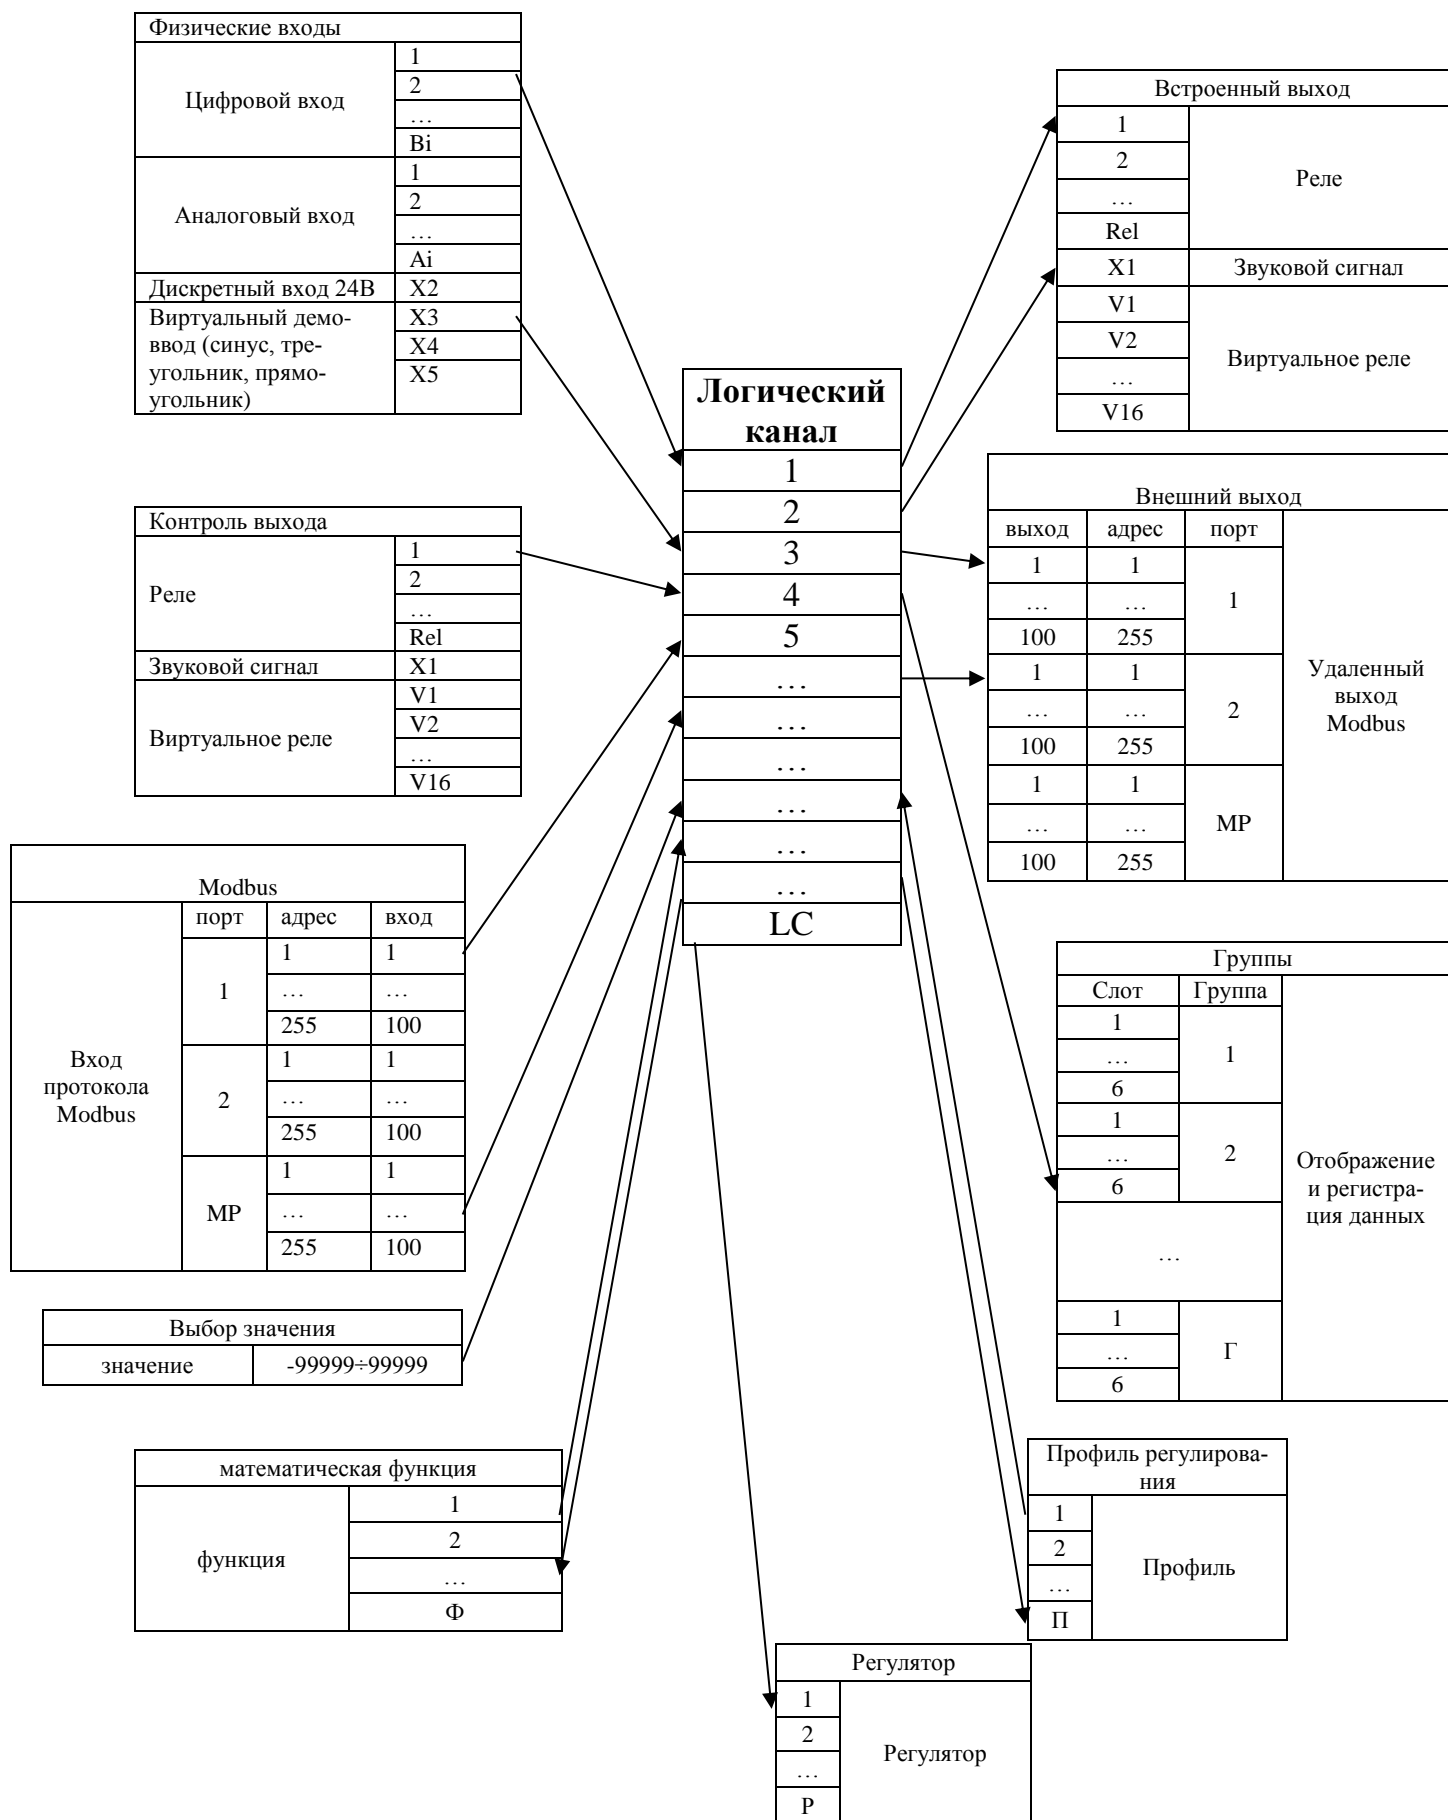 Физические входы
Цифровой вход
1
2
…
Bi
Аналоговый вход
1
2
…
Ai
Дискретный вход 24В
X2
Виртуальный демо-
ввод (синус, тре-
угольник, прямо-
угольник)
X3
X4
X5
Контроль выхода
Реле
1
2
…
Rel
Звуковой сигнал
X1
Виртуальное реле
V1
V2
…
V16
Modbus
порт адрес вход
Вход
протокола
Modbus
1
1 1
… …
255 100
2
1 1
… …
255 100
МР
1 1
… …
255 100
Выбор значения
значение -99999÷99999
математическая функция
функция
1
2
…
Ф
Логический
канал
1
2
3
4
5
…
…
…
…
…
…
LC
Встроенный выход
1
2
…
Rel
Реле
X1
Звуковой сигнал
V1
V2
…
V16
Виртуальное реле
Внешний выход
выход адрес порт
1 1
… …
100 255
1
1 1
… …
100 255
2
1 1
… …
100 255
МР
Удаленный
выход
Modbus
Группы
Слот Группа
1
…
6
1
1
…
6
2
…
1
…
6
Г
Отображение
и регистра-
ция данных
Профиль регулирова-
ния
1
2
…
П
Профиль
Регулятор
1
2
…
Р
Регулятор